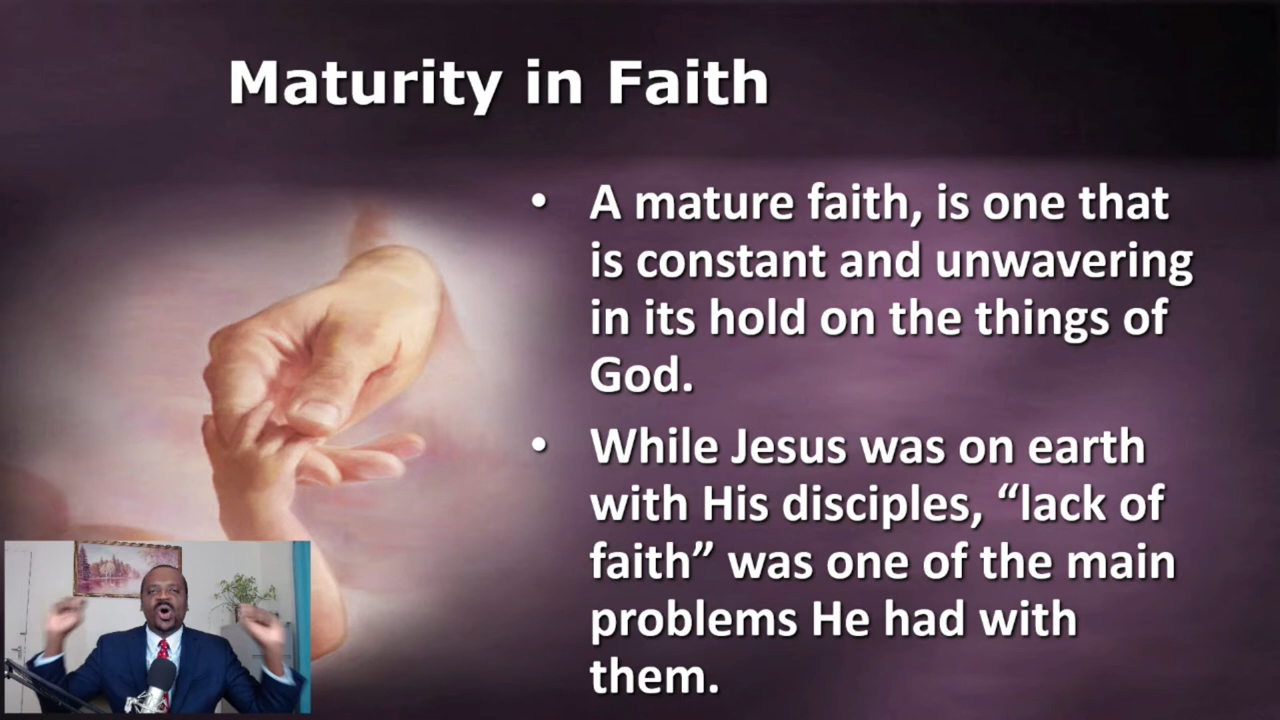 Maturity in Faith
• A mature faith, is one that
is constant and unwavering
in its hold on the things of
God.
• While Jesus was on earth
with His disciples, “lack of
faith” was one of the main
problems He had with
them.